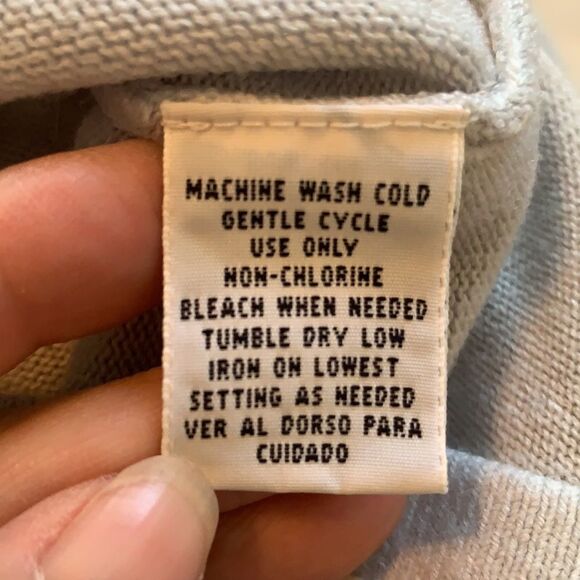 MACHINE WASH COLD
GENTLE CYCLE
USE ONLY
NON-CHLORINE
BLEACH WHEN NEEDED
TUMBLE DRY LOW
IRON ON LOWEST
SETTING AS NEEDED
VER AL DORSO PARA
CUIDADO